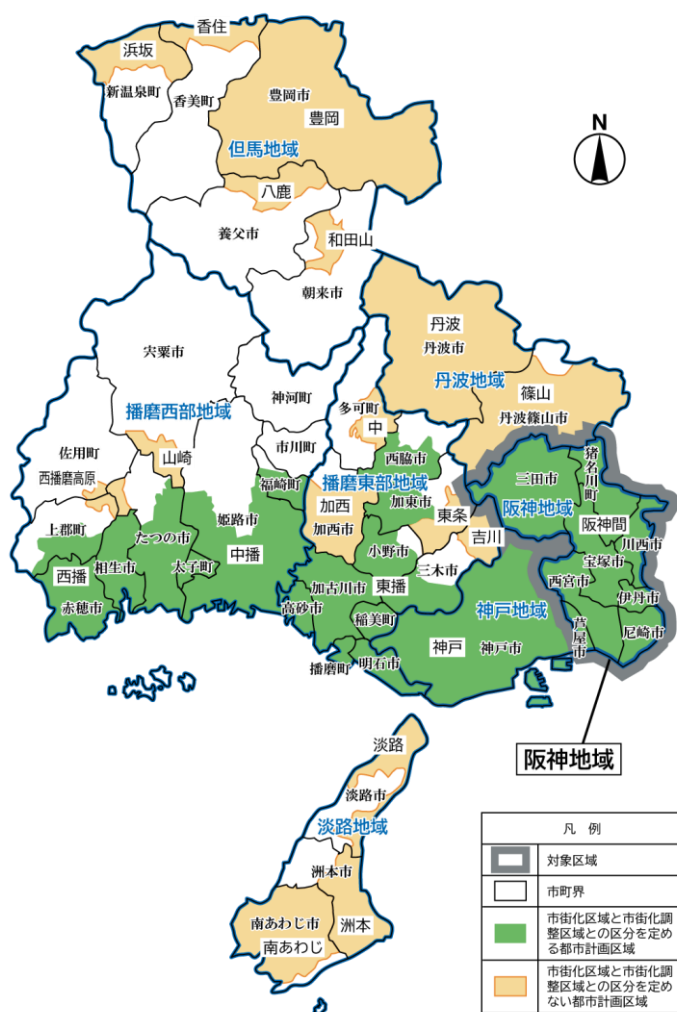 香住
浜坂
新温泉町
香美町
豊岡市
豊岡
但馬地域
N
八鹿
養父市
和田山
朝来市
丹波
丹波市
宍粟市
丹波地域
篠山
丹波篠山市
神河町
多可町
中
播磨西部地域
市川町
佐用町
山崎
西脇市
猪名川町
西播磨高原
福崎町
播磨東部地域
三田市
加西
加東市
阪神地域
上郡町
姫路市
東条
阪神間
加西市
吉川
川西市
たつの市
中播
小野市
宝塚市
相生市
太子町
三木市
西播
西宮市
加古川市
東播
伊丹市
赤穂市
高砂市
稲美町
神戸地域
芦屋市
尼崎市
神戸
神戸市
播磨町
明石市
阪神地域
淡路
淡路市
淡路地域
洲本市
南あわじ市
洲本
南あわじ
凡 例
対象区域
市町界
市街化区域と市街化調
整区域との区分を定め
る都市計画区域
市街化区域と市街化調
整区域との区分を定め
ない都市計画区域